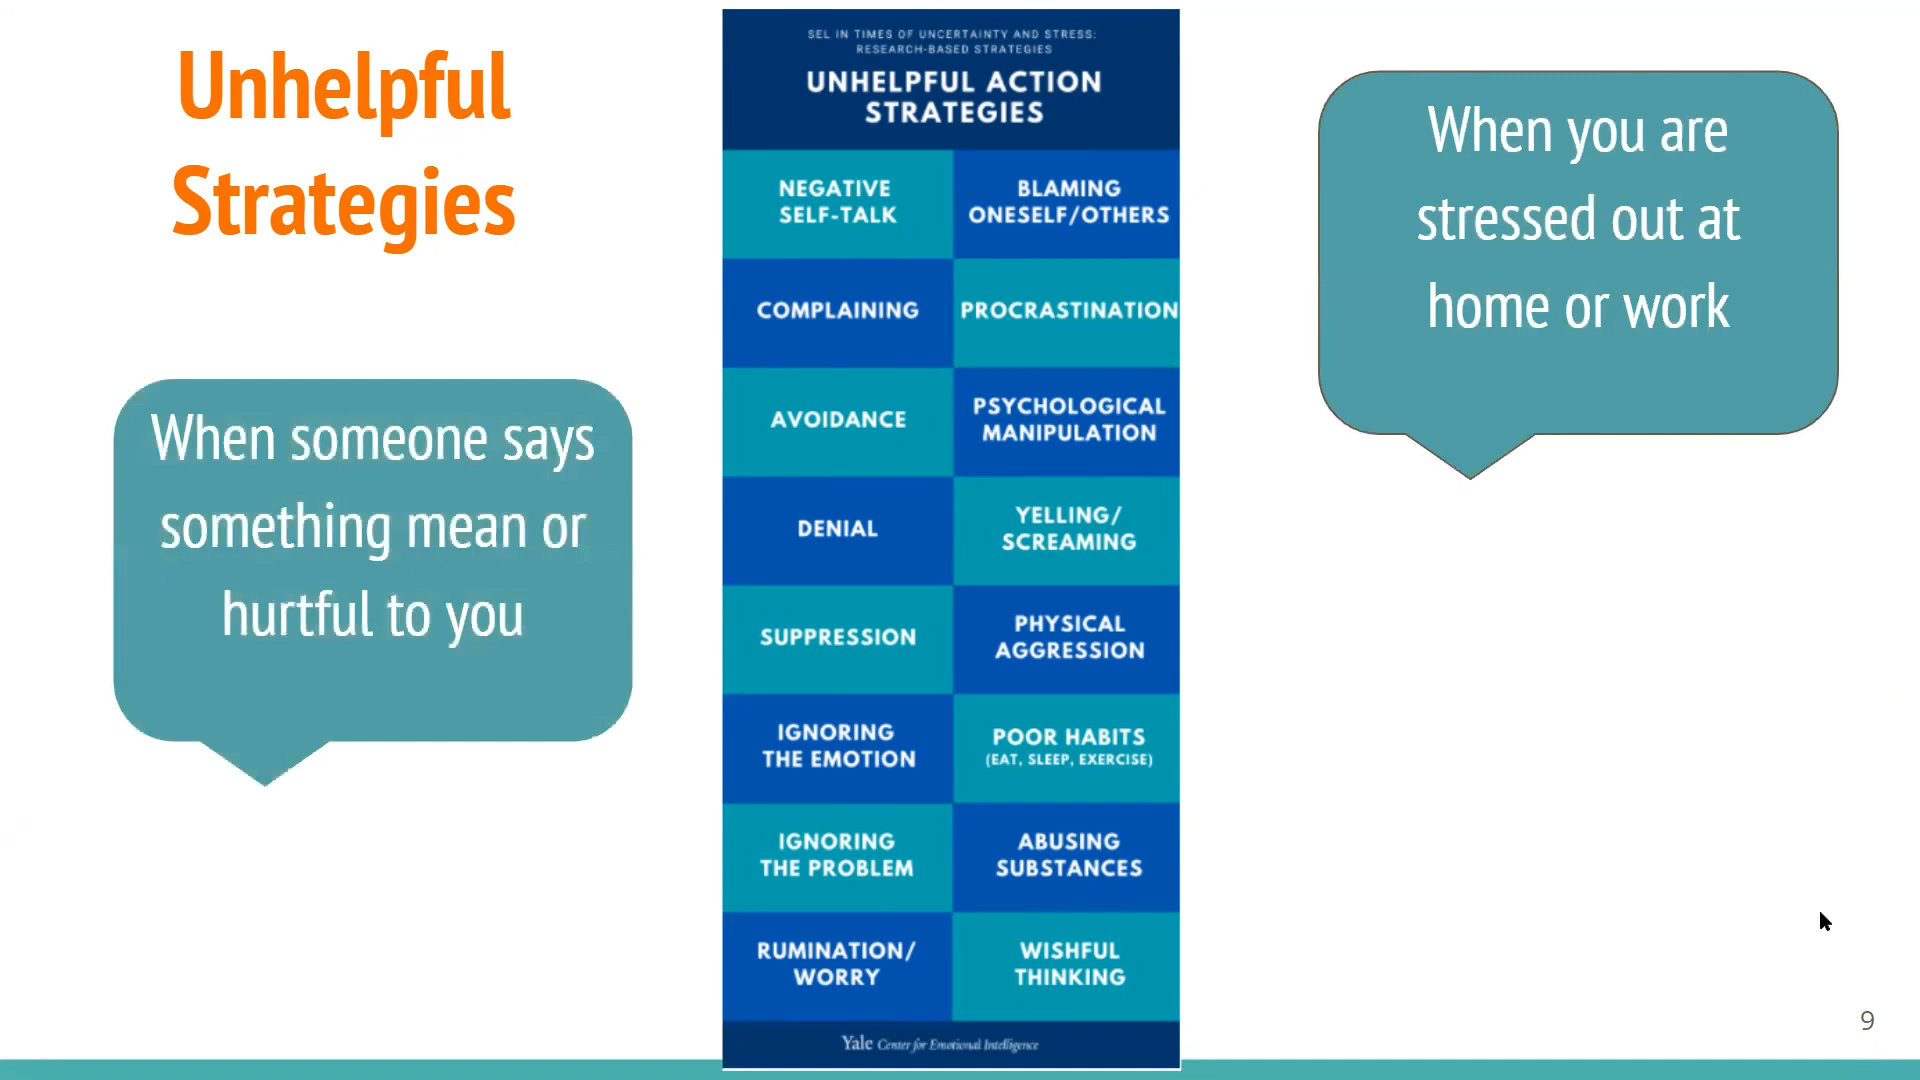 Unhelpful
Strategies
When someone says
something mean or
hurtful to you
SEL IN TIMES OF UNCERTAINTY AND STRESS:
RESEARCH-BASED STRATEGIES
UNHELPFUL ACTION
STRATEGIES
NEGATIVE
SELF-TALK
BLAMING
ONESELF/OTHERS
COMPLAINING
PROCRASTINATION
AVOIDANCE
PSYCHOLOGICAL
MANIPULATION
DENIAL
YELLING/
SCREAMING
SUPPRESSION
PHYSICAL
AGGRESSION
IGNORING
THE EMOTION
POOR HABITS
(EAT, SLEEP, EXERCISE)
IGNORING
THE PROBLEM
ABUSING
SUBSTANCES
RUMINATION/
WORRY
WISHFUL
THINKING
Yale Center for Emotional Intelligence
When you are
stressed out at
home or work
9